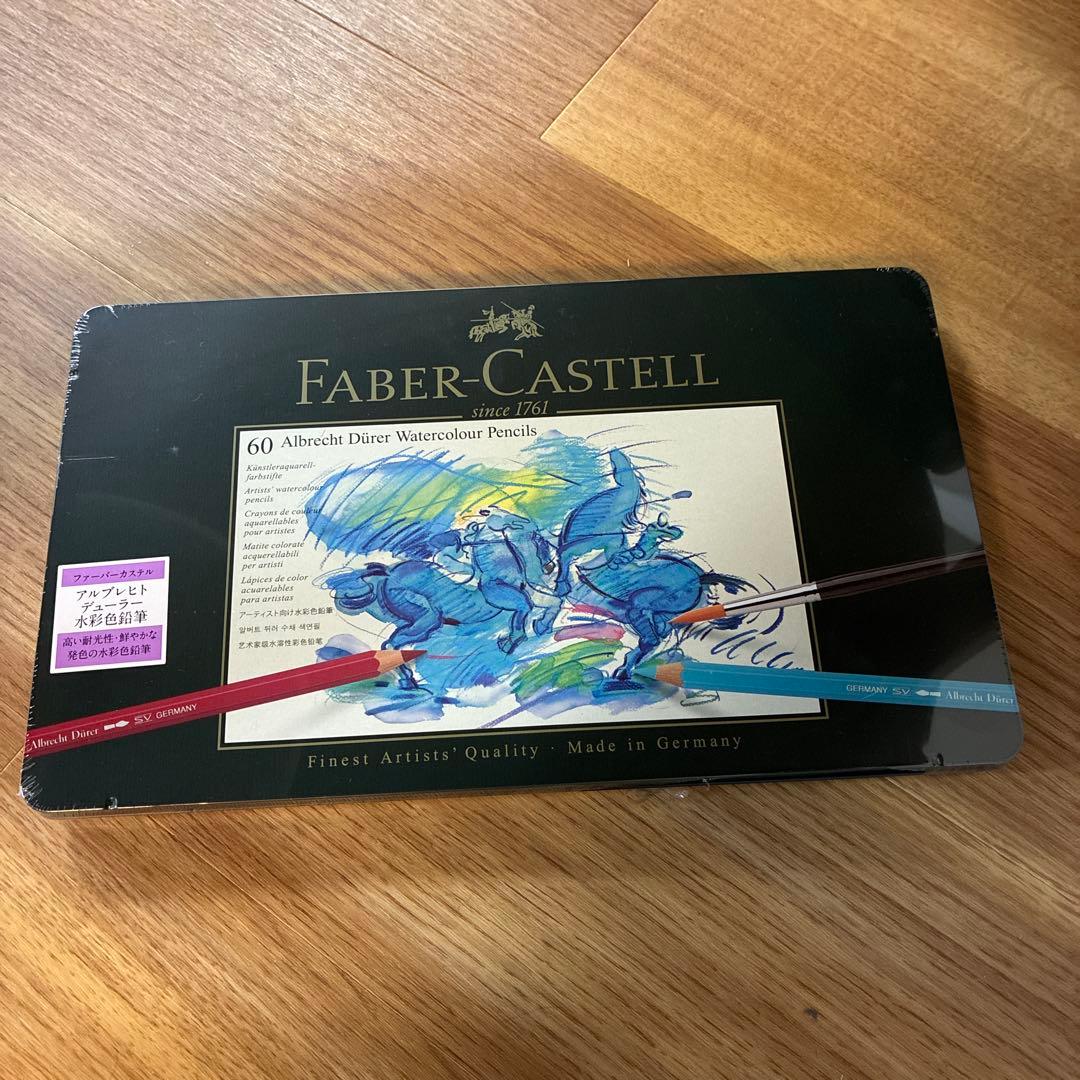 FABER-CASTELL
since 1761
60 Albrecht Dürer Watercolour Pencils
Künstleraquarell-
farbstifte
Artists' watercolour
pencils
Crayons de couleur
aquarellables
pour artistes
Matite colorate
acquerellabili
per artisti
Lápices de color
acuarelables
para artistas
アーティスト向け水彩色鉛筆
알버트 뒤러 수채 색연필
艺术家级水溶性彩色铅笔
ファーバーカステル
アルブレヒト
デューラー
水彩色鉛筆
高い耐光性・鮮やかな
発色の水彩色鉛筆
Albrecht Dürer SV GERMANY
GERMANY SV Albrecht Dürer
Finest Artists' Quality · Made in Germany